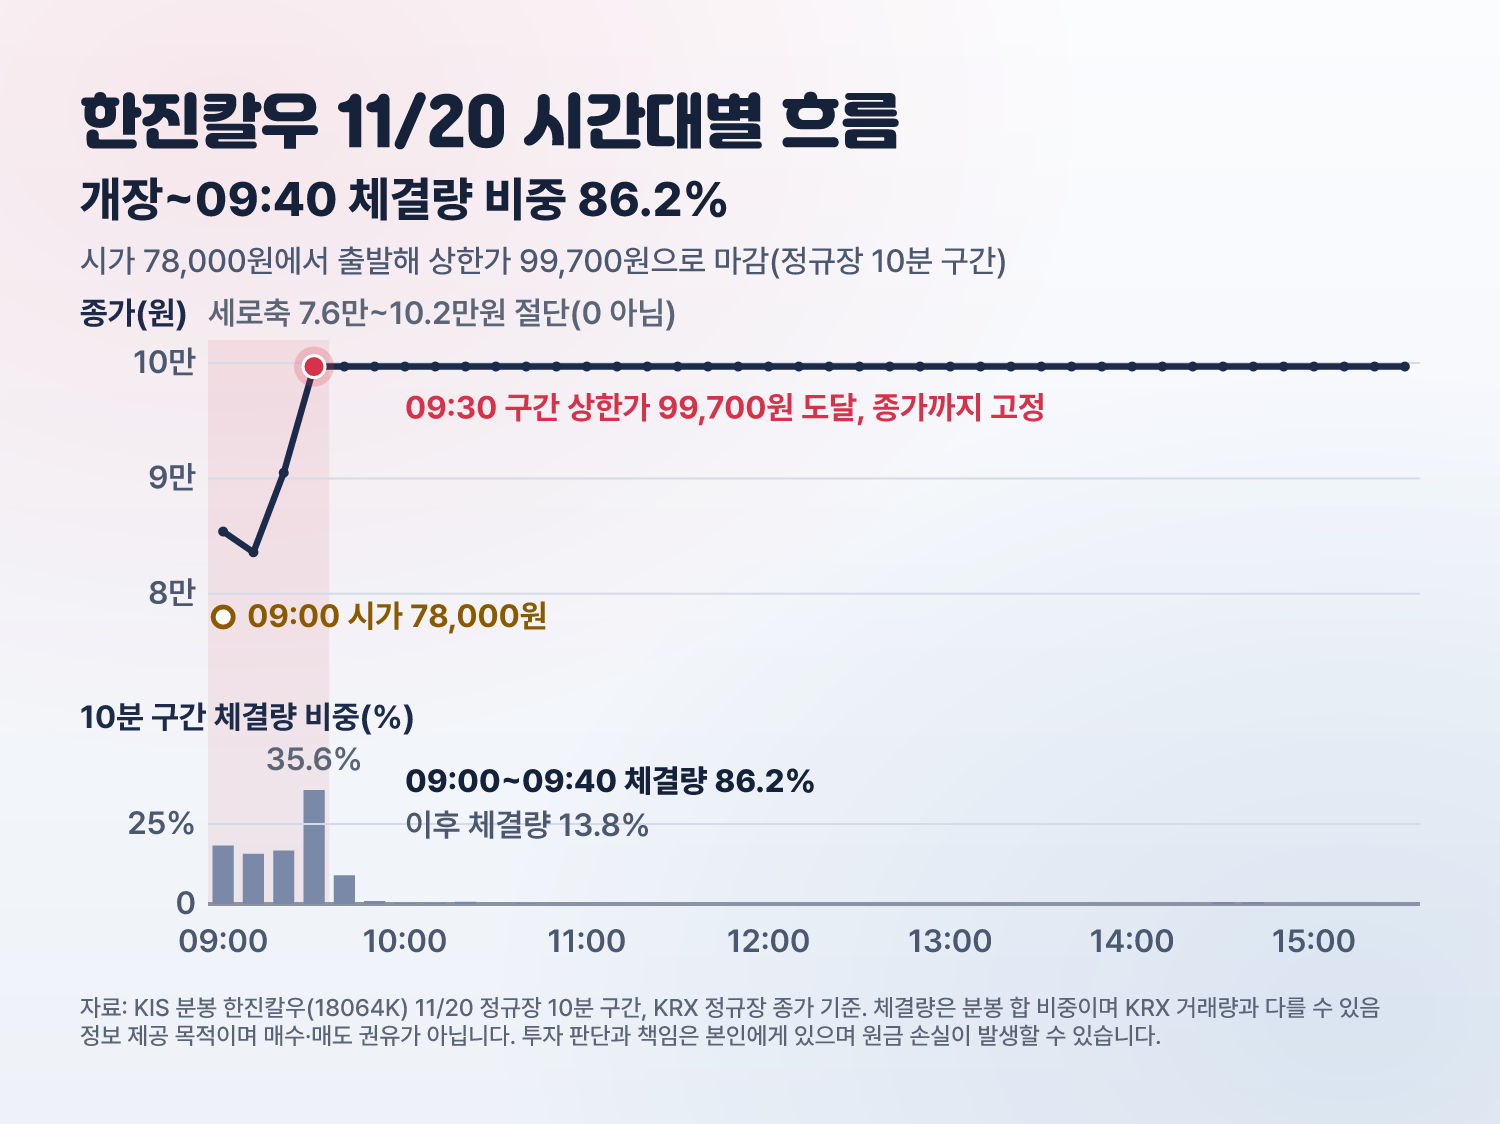 한진칼우 11/20 시간대별 흐름
개장~09:40 체결량 비중 86.2%
시가 78,000원에서 출발해 상한가 99,700원으로 마감(정규장 10분 구간)
종가(원) 세로축 7.6만~10.2만원 절단(0 아님)
10만
09:30 구간 상한가 99,700원 도달, 종가까지 고정
9만
8만
09:00 시가 78,000원
10분 구간 체결량 비중(%)
35.6%
09:00~09:40 체결량 86.2%
25%
이후 체결량 13.8%
0
09:00 10:00 11:00 12:00 13:00 14:00 15:00
자료: KIS 분봉 한진칼우(18064K) 11/20 정규장 10분 구간, KRX 정규장 종가 기준. 체결량은 분봉 합 비중이며 KRX 거래량과 다를 수 있음
정보 제공 목적이며 매수·매도 권유가 아닙니다. 투자 판단과 책임은 본인에게 있으며 원금 손실이 발생할 수 있습니다.